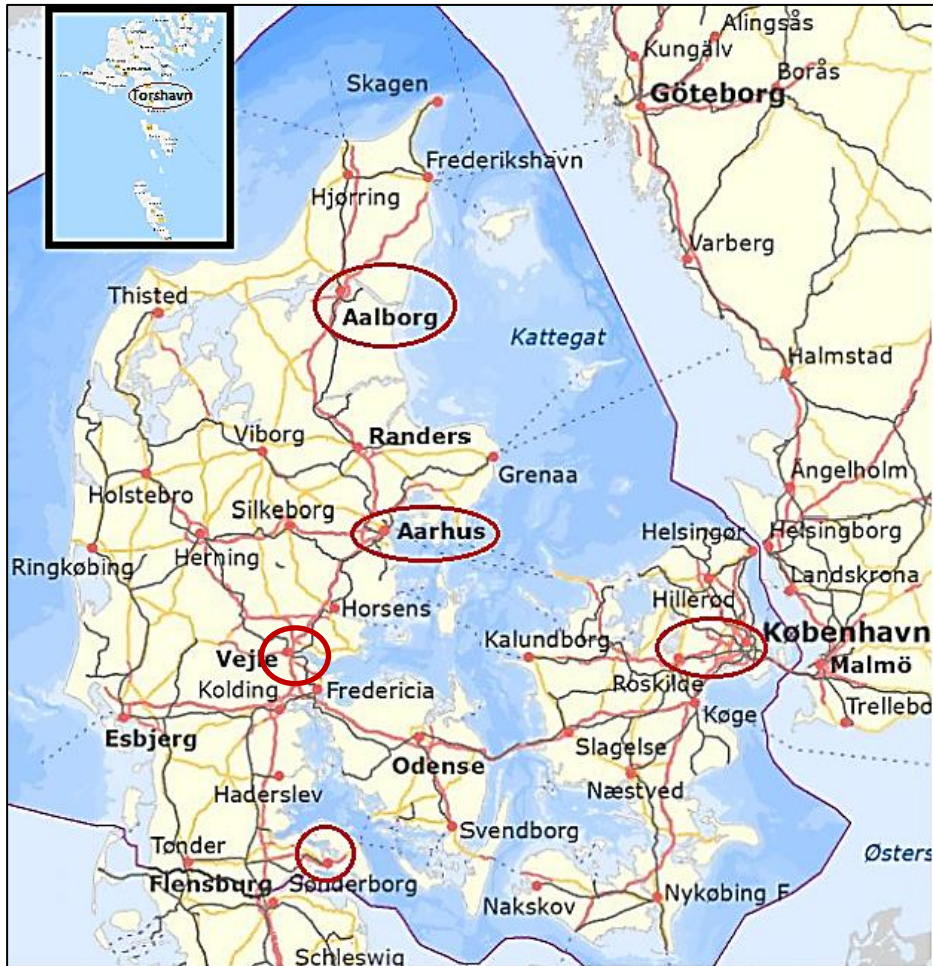 Torshavn
Skagen
Frederikshavn
Hjørring
Kungälv
Alingsås
Borås
Göteborg
Varberg
Thisted
Aalborg
Kattegat
Halmstad
Viborg
Randers
Grenaa
Ängelholm
Holstebro
Silkeborg
Aarhus
Helsingør
Helsingborg
Ringkøbing
Herning
Landskrona
Hillerød
Horsens
Kalundborg
København
Vejle
Malmö
Roskilde
Kolding
Fredericia
Køge
Trellebo
Esbjerg
Odense
Slagelse
Haderslev
Næstved
Svendborg
Tønder
Østers
Flensburg
Sønderborg
Nakskov
Nykøbing F
Schleswig